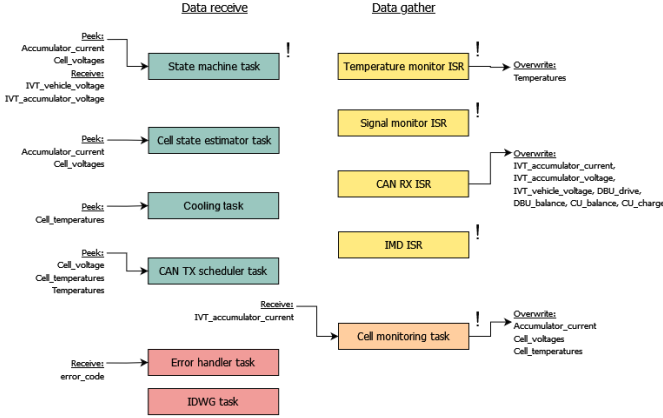 Data receive
Data gather
Peek:
Accumulator_current
Cell_voltages
Receive:
IVT_vehicle_voltage
IVT_accumulator_voltage
State machine task
!
Temperature monitor ISR
!
Overwrite:
Temperatures
Signal monitor ISR
!
Peek:
Accumulator_current
Cell_voltages
Cell state estimator task
CAN RX ISR
!
Overwrite:
IVT_accumulator_current,
IVT_accumulator_voltage,
IVT_vehicle_voltage, DBU_drive,
DBU_balance, CU_balance, CU_charge
Peek:
Cell_temperatures
Cooling task
IMD ISR
!
Peek:
Cell_voltage
Cell_temperatures
Temperatures
CAN TX scheduler task
Receive:
IVT_accumulator_current
Cell monitoring task
!
Overwrite:
Accumulator_current
Cell_voltages
Cell_temperatures
Receive:
error_code
Error handler task
IDWG task